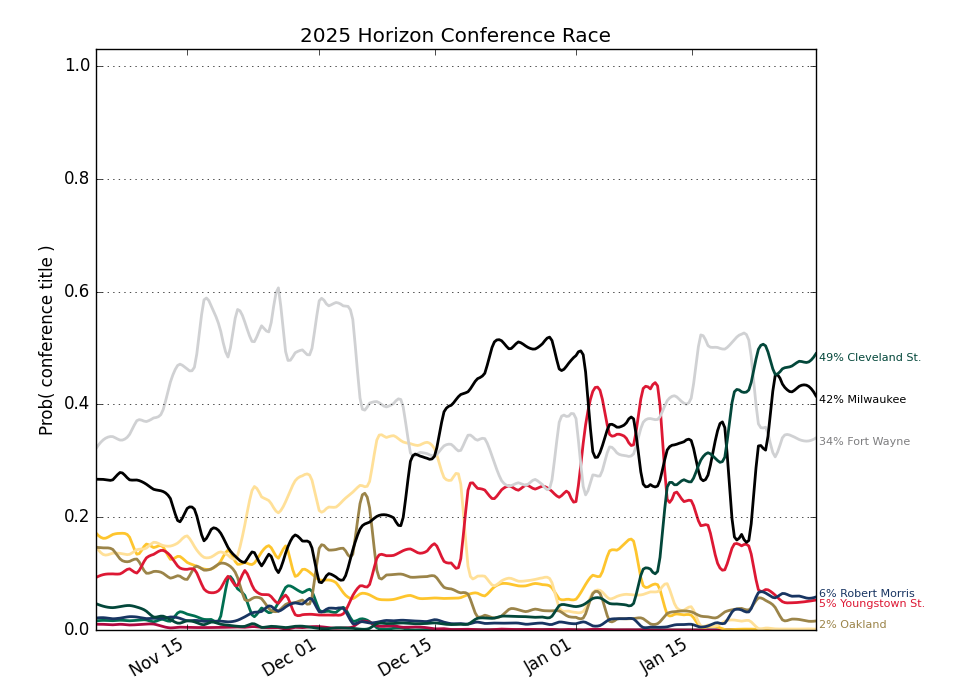 2025 Horizon Conference Race
Prob( conference title )
1.0
0.8
0.6
0.4
0.2
0.0
49% Cleveland St.
42% Milwaukee
34% Fort Wayne
6% Robert Morris
5% Youngstown St.
2% Oakland
Nov 15
Dec 01
Dec 15
Jan 01
Jan 15